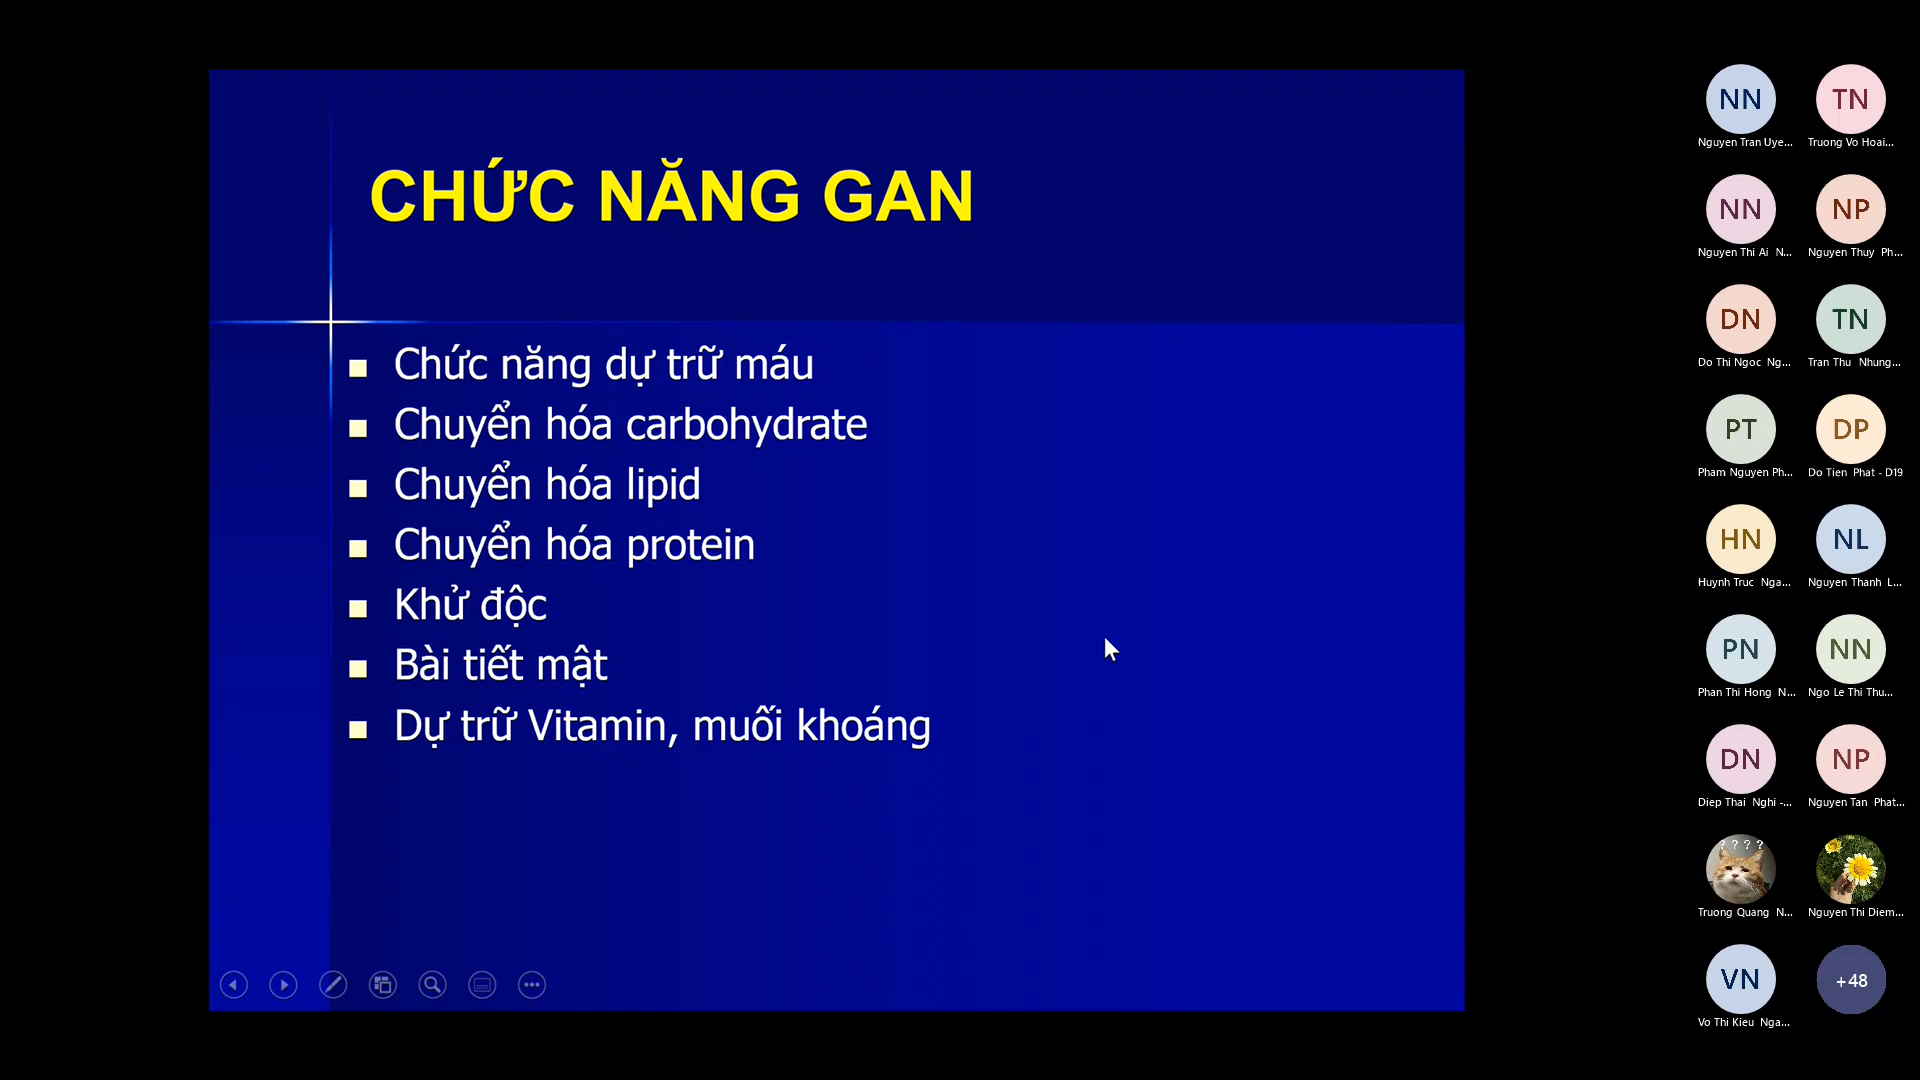 CHỨC NĂNG GAN
Chức năng dự trữ máu
Chuyển hóa carbohydrate
Chuyển hóa lipid
Chuyển hóa protein
Khử độc
Bài tiết mật
Dự trữ Vitamin, muối khoáng
NN
TN
Nguyen Tran Uye...
Truong Vo Hoai...
NN
NP
Nguyen Thi Ai N...
Nguyen Thuy Ph...
DN
TN
Do Thi Ngoc Ng...
Tran Thu Nhung...
PT
DP
Pham Nguyen Ph...
Do Tien Phat - D19
HN
NL
Huynh Truc Nga...
Nguyen Thanh L...
PN
NN
Phan Thi Hong N...
Ngo Le Thi Thu...
DN
NP
Diep Thai Nghi -...
Nguyen Tan Phat...
? ? ? ?
Truong Quang N...
Nguyen Thi Diem...
VN
+48
Vo Thi Kieu Nga...